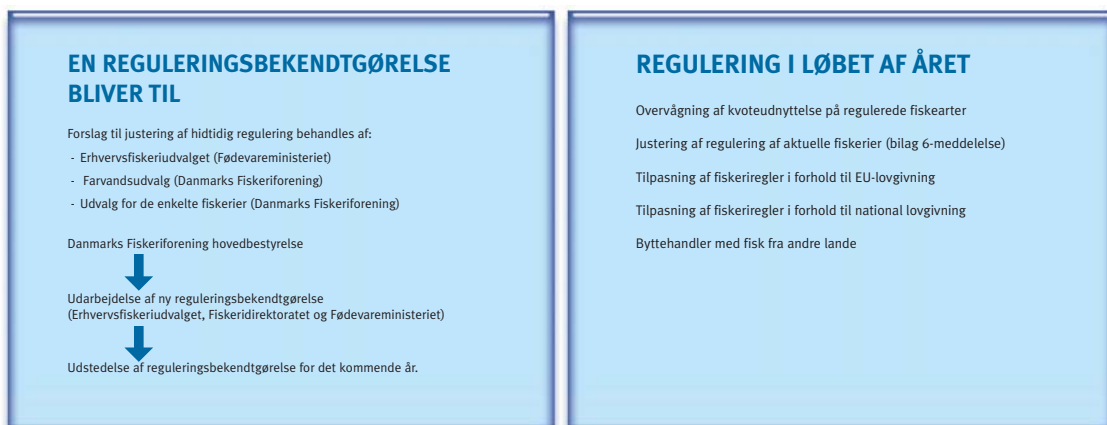 EN REGULERINGSBEKENDTGØRELSE
BLIVER TIL
Forslag til justering af hidtidig regulering behandles af:
- Erhvervsfiskeriudvalget (Fødevareministeriet)
- Farvandsudvalg (Danmarks Fiskeriforening)
- Udvalg for de enkelte fiskerier (Danmarks Fiskeriforening)
Danmarks Fiskeriforening hovedbestyrelse
Udarbejdelse af ny reguleringsbekendtgørelse
(Erhvervsfiskeriudvalget, Fiskeridirektoratet og Fødevareministeriet)
Udstedelse af reguleringsbekendtgørelse for det kommende år.
REGULERING I LØBET AF ÅRET
Overvågning af kvoteudnyttelse på regulerede fiskearter
Justering af regulering af aktuelle fiskerier (bilag 6-meddelelse)
Tilpasning af fiskeriregler i forhold til EU-lovgivning
Tilpasning af fiskeriregler i forhold til national lovgivning
Byttehandler med fisk fra andre lande